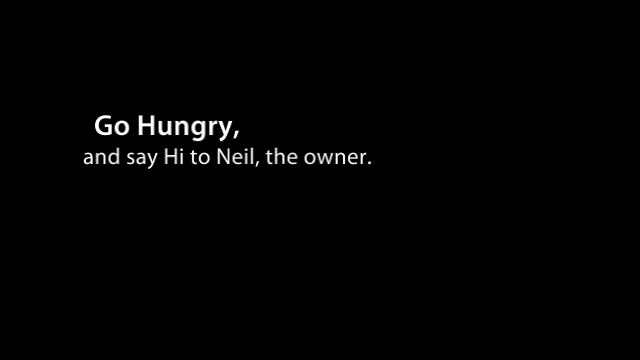 Go Hungry,
and say Hi to Neil, the owner.